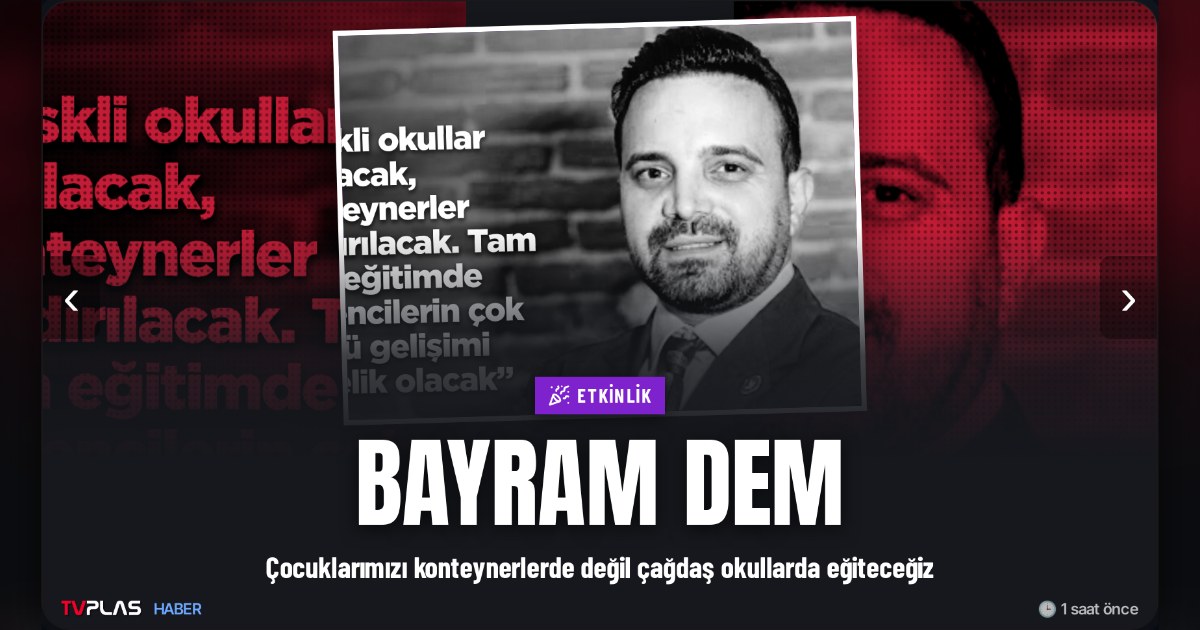 skli okullar
lacak,
nteynerler
dırılacak. T
eğitimde
kli okullar
acak,
eynerler
ırılacak. Tam
eğitimde
ncilerin çok
ü gelişimi
lik olacak”
ETKİNLİK
BAYRAM DEM
Çocuklarımızı konteynerlerde değil çağdaş okullarda eğiteceğiz
TVPLAS HABER
1 saat önce